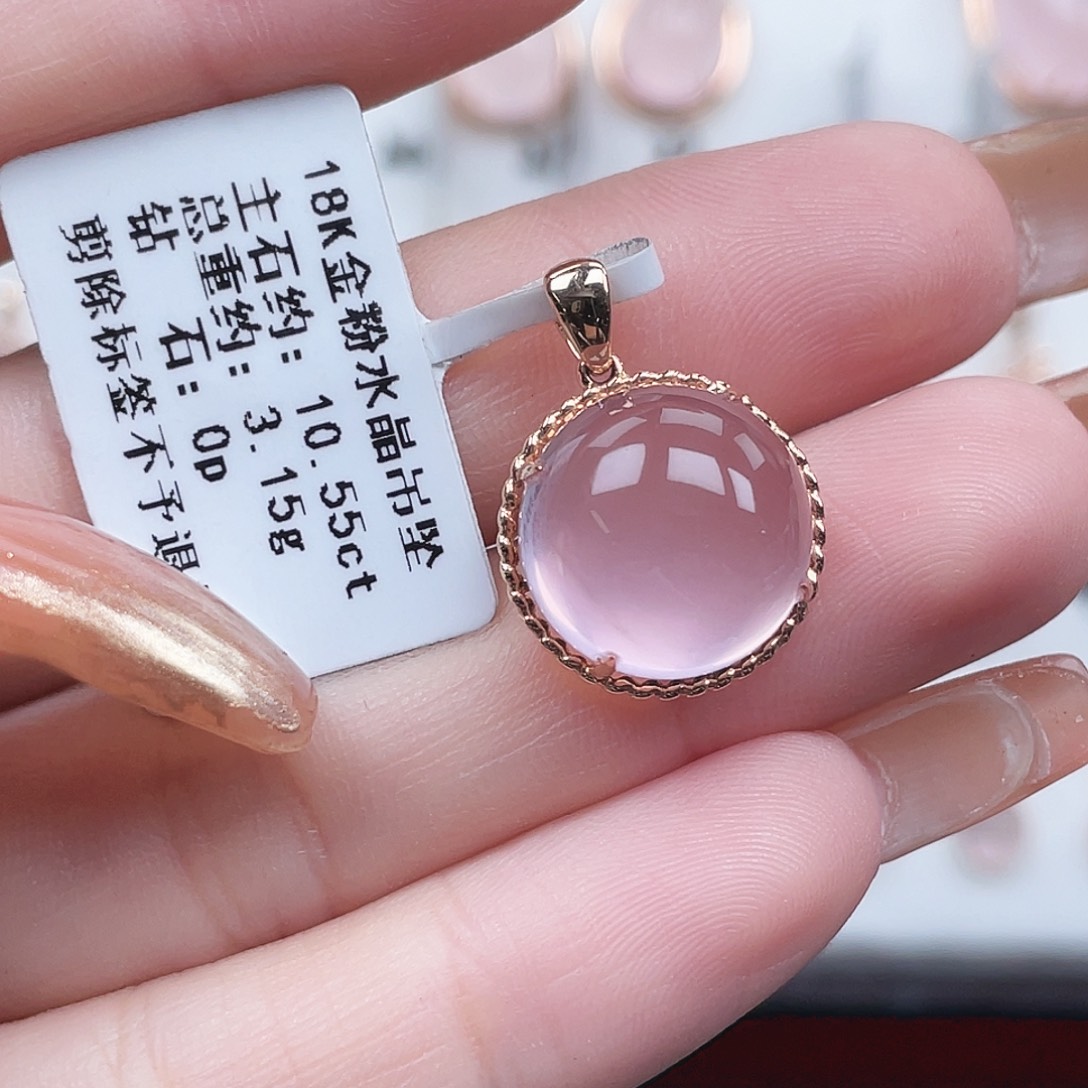 18K金粉水晶吊坠
主石约：10.55ct
总重约：3.15g
钻 石：0p
剪除标签不予退